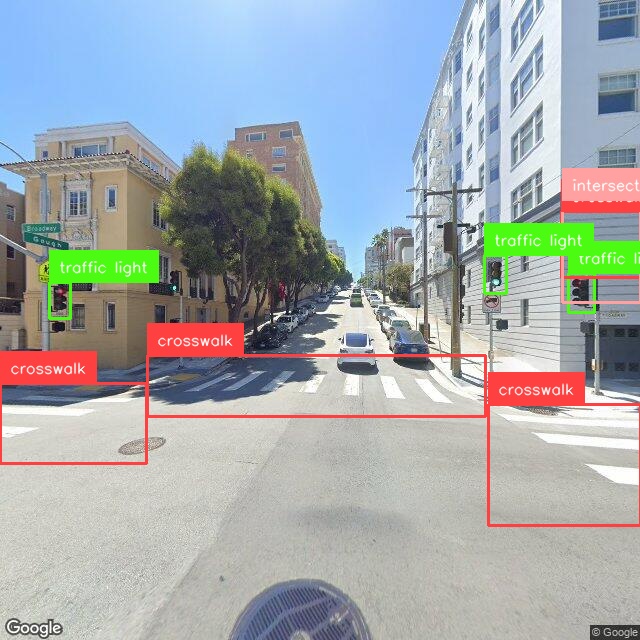 intersect
traffic light
traffic li
Broadway
Gough
traffic light
crosswalk
crosswalk
crosswalk
Google
© Google